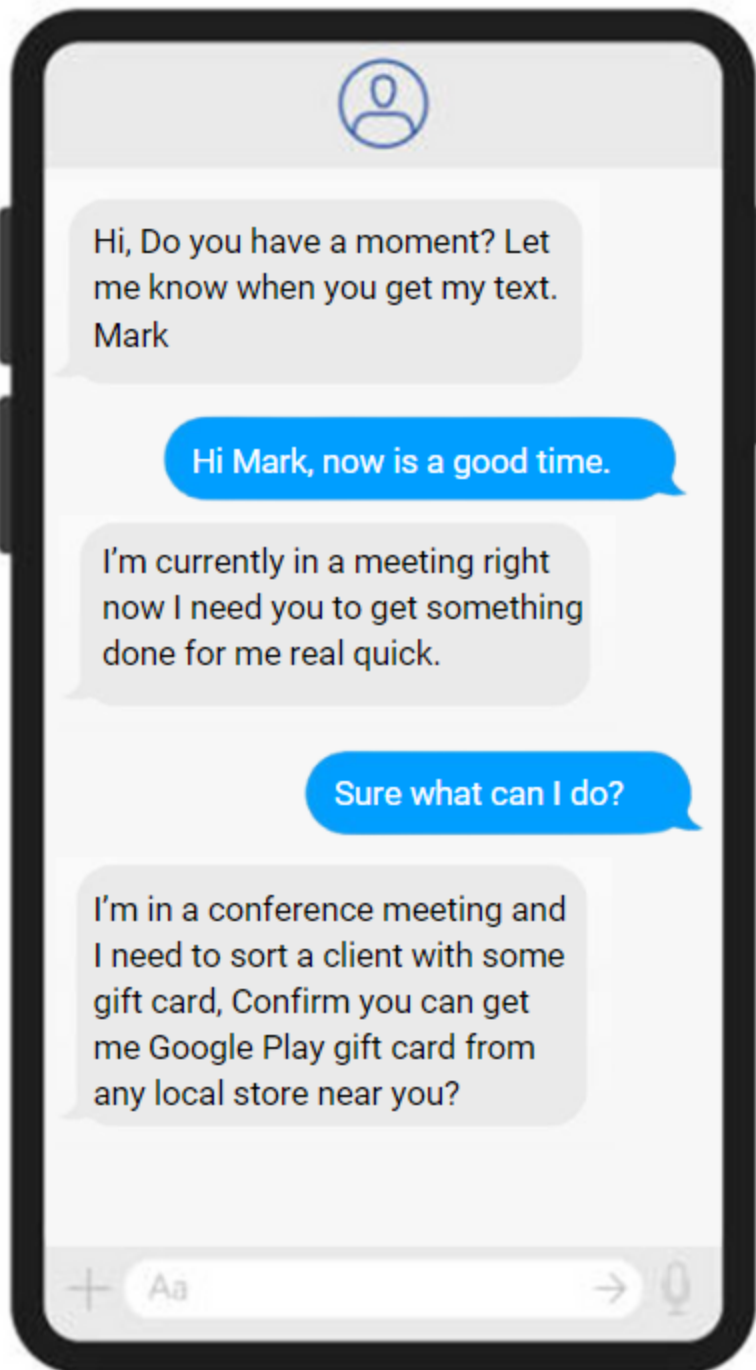 Hi, Do you have a moment? Let
me know when you get my text.
Mark
Hi Mark, now is a good time.
I’m currently in a meeting right
now I need you to get something
done for me real quick.
Sure what can I do?
I’m in a conference meeting and
I need to sort a client with some
gift card, Confirm you can get
me Google Play gift card from
any local store near you?
Aa